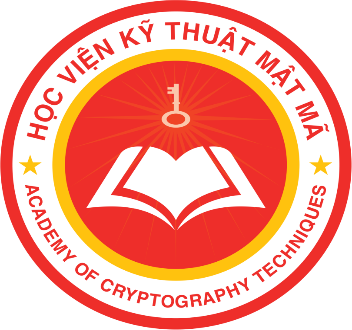 HỌC VIỆN KỸ THUẬT MẬT MÃ
ACADEMY OF CRYPTOGRAPHY TECHNIQUES